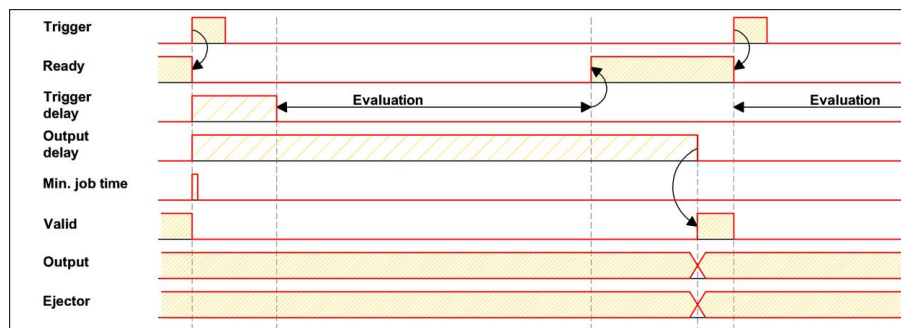 Trigger
Ready
Trigger
delay
Evaluation
Evaluation
Output
delay
Min. job time
Valid
Output
Ejector